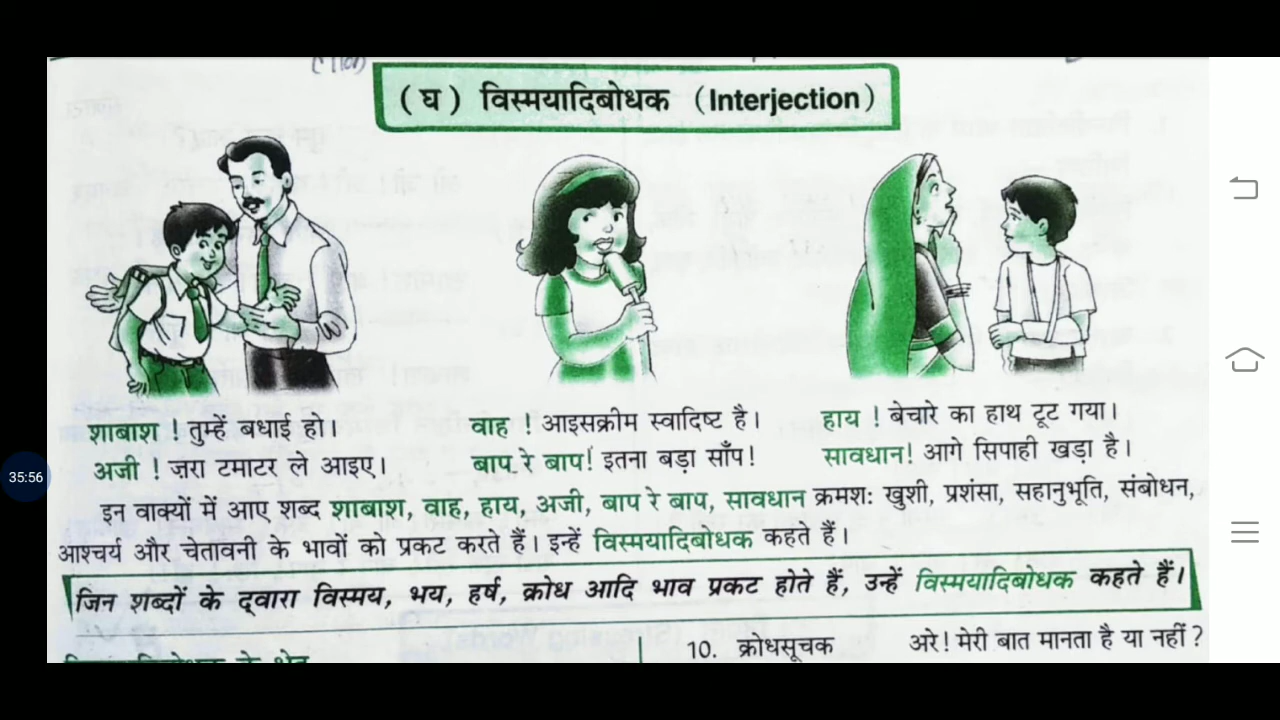 ( घ ) विस्मयादिबोधक (Interjection)
शाबाश ! तुम्हें बधाई हो। वाह ! आइसक्रीम स्वादिष्ट है। हाय ! बेचारे का हाथ टूट गया।
अजी ! ज़रा टमाटर ले आइए। बाप रे बाप! इतना बड़ा साँप! सावधान! आगे सिपाही खड़ा है।
इन वाक्यों में आए शब्द शाबाश, वाह, हाय, अजी, बाप रे बाप, सावधान क्रमशः खुशी, प्रशंसा, सहानुभूति, संबोधन,
आश्चर्य और चेतावनी के भावों को प्रकट करते हैं। इन्हें विस्मयादिबोधक कहते हैं।
जिन शब्दों के द्वारा विस्मय, भय, हर्ष, क्रोध आदि भाव प्रकट होते हैं, उन्हें विस्मयादिबोधक कहते हैं।
10. क्रोधसूचक अरे! मेरी बात मानता है या नहीं?
35:56